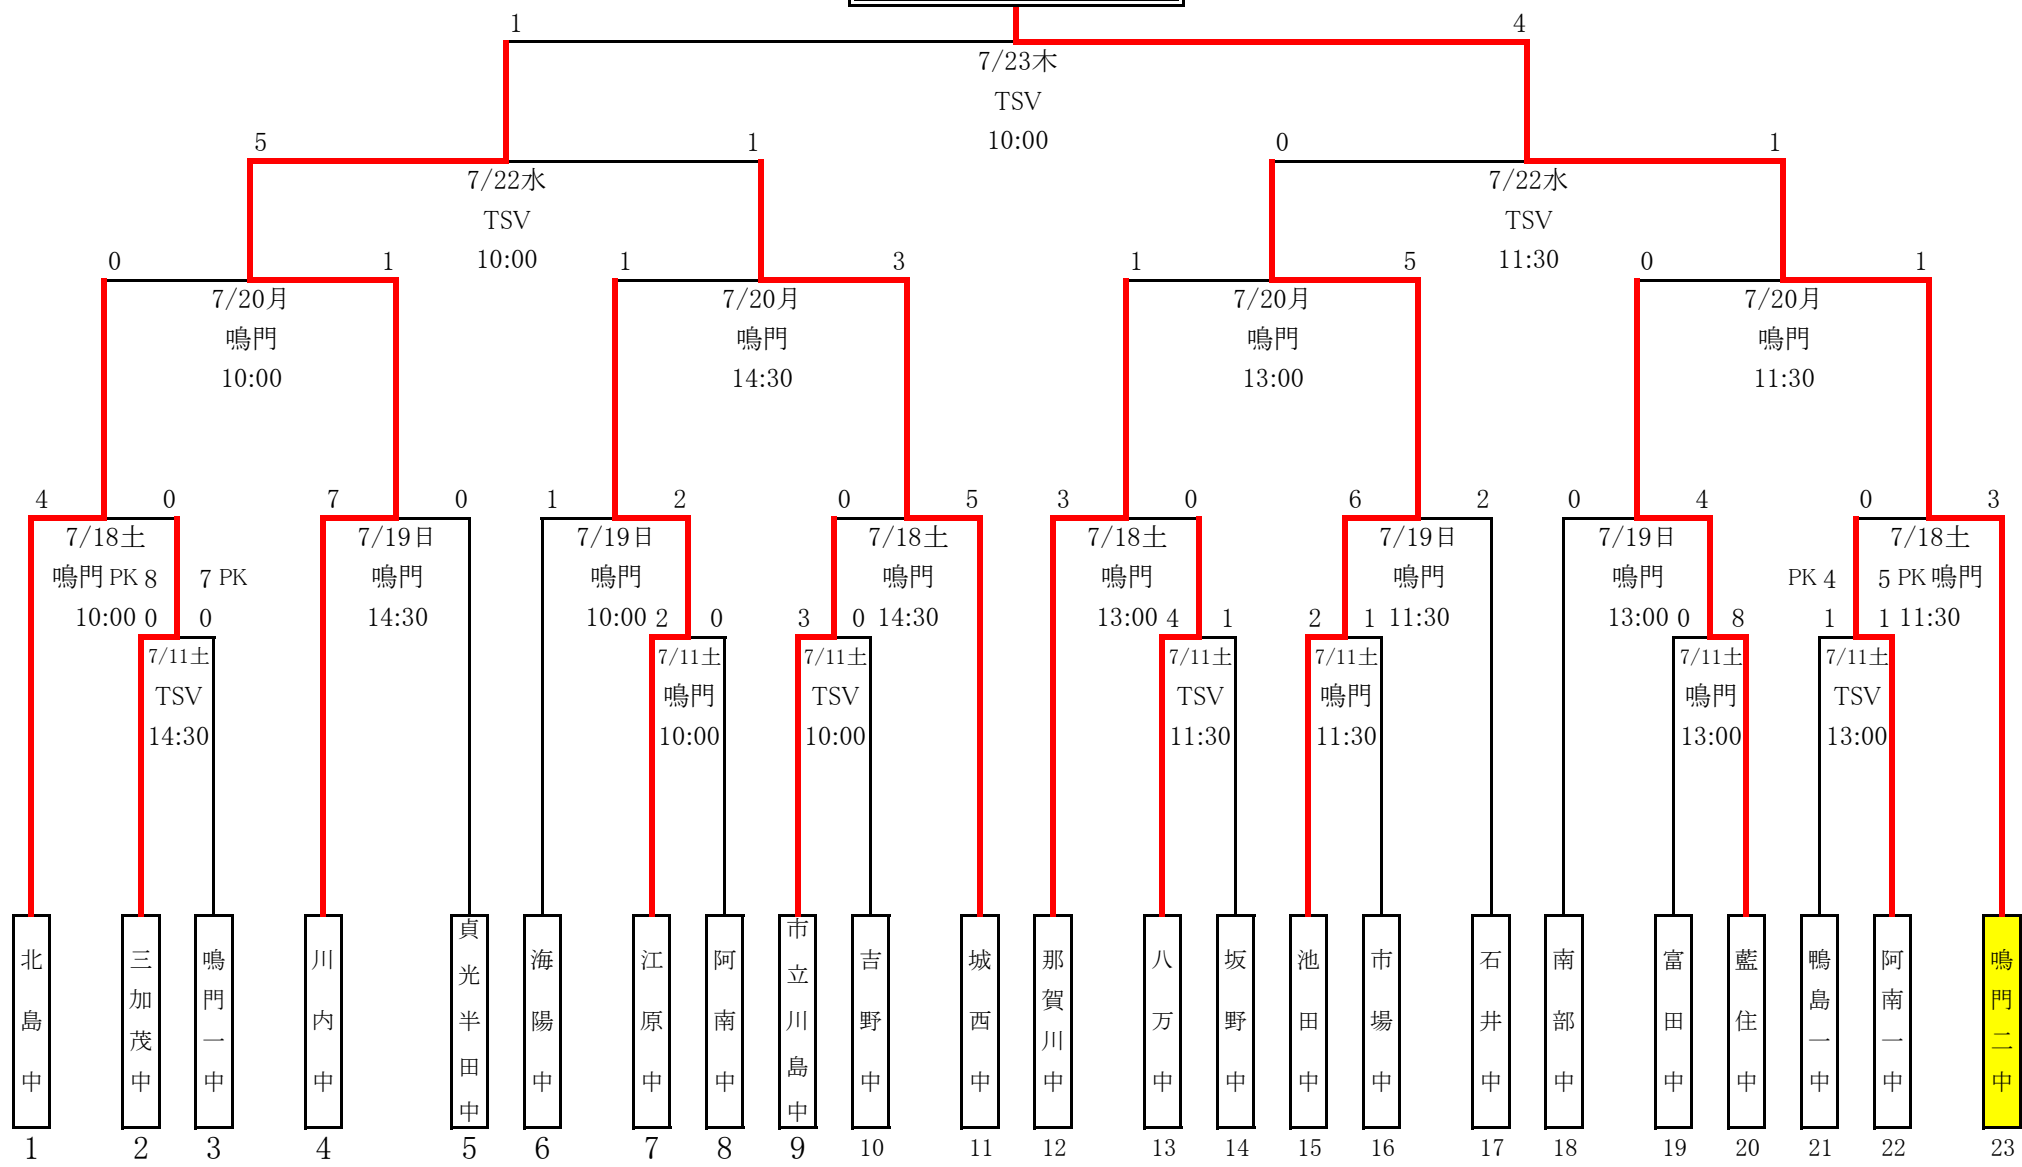 1 4
7/23木
TSV
10:00
5 1 0 1
7/22水 7/22水
TSV TSV
10:00 11:30
0 1 1 3 1 5 0 1
7/20月 7/20月 7/20月 7/20月
鳴門 鳴門 鳴門 鳴門
10:00 14:30 13:00 11:30
4 0 7 0 1 2 0 5 3 0 6 2 0 4 0 3
7/18土 7/19日 7/19日 7/18土 7/18土 7/19日 7/19日 7/18土
鳴門 PK 8 7 PK 鳴門 鳴門 鳴門 鳴門 鳴門 鳴門 PK 4 5 PK 鳴門
10:00 0 0 14:30 10:00 2 0 3 0 14:30 13:00 4 1 2 1 11:30 13:00 0 8 1 1 11:30
7/11土 7/11土 7/11土 7/11土 7/11土 7/11土 7/11土
TSV 鳴門 TSV TSV 鳴門 鳴門 TSV
14:30 10:00 10:00 11:30 11:30 13:00 13:00
北島中
三加茂中
鳴門一中
川内中
貞光半田中
海陽中
江原中
阿南中
市立川島中
吉野中
城西中
那賀川中
八万中
坂野中
池田中
市場中
石井中
南部中
富田中
藍住中
鴨島一中
阿南一中
鳴門二中
1 2 3 4 5 6 7 8 9 10 11 12 13 14 15 16 17 18 19 20 21 22 23